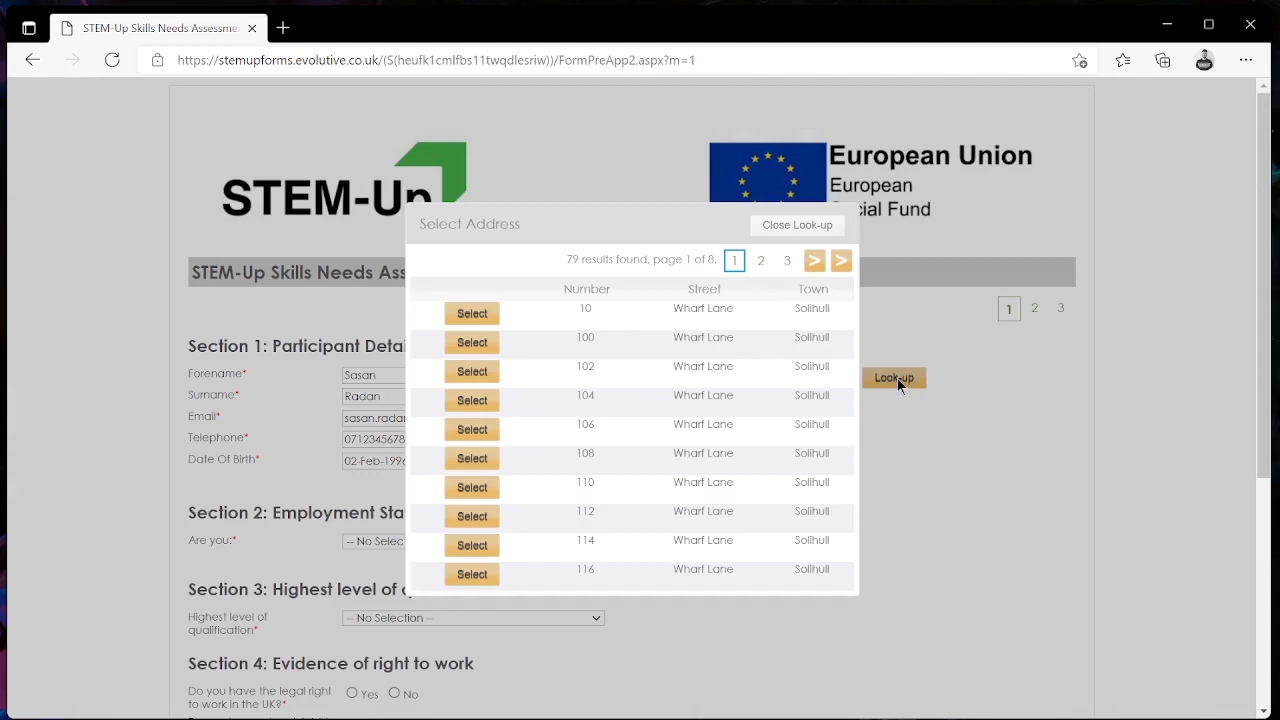 STEM-Up Skills Needs Assessme
https://stemupforms.evolutive.co.uk/(S(heufk1cmlfbs11twqdlesriw))/FormPreApp2.aspx?m=1
STEM-Up
European Union
European
cial Fund
Select Address
Close Look-up
STEM-Up Skills Needs Ass
79 results found, page 1 of 8.
1
2
3
>
>
Number Street Town
Select 10 Wharf Lane Solihull
Select 100 Wharf Lane Solihull
Select 102 Wharf Lane Solihull
Select 104 Wharf Lane Solihull
Select 106 Wharf Lane Solihull
Select 108 Wharf Lane Solihull
Select 110 Wharf Lane Solihull
Select 112 Wharf Lane Solihull
Select 114 Wharf Lane Solihull
Select 116 Wharf Lane Solihull
1 2 3
Section 1: Participant Detai
Forename* Sasan
Look-up
Surname* Radan
Email* sasan.radar
Telephone* 0712345678
Date Of Birth* 02-Feb-1996
Section 2: Employment Sta
Are you:* -- No Selec
Section 3: Highest level of
Highest level of
qualification*
-- No Selection --
Section 4: Evidence of right to work
Do you have the legal right
to work in the UK?*
Yes No